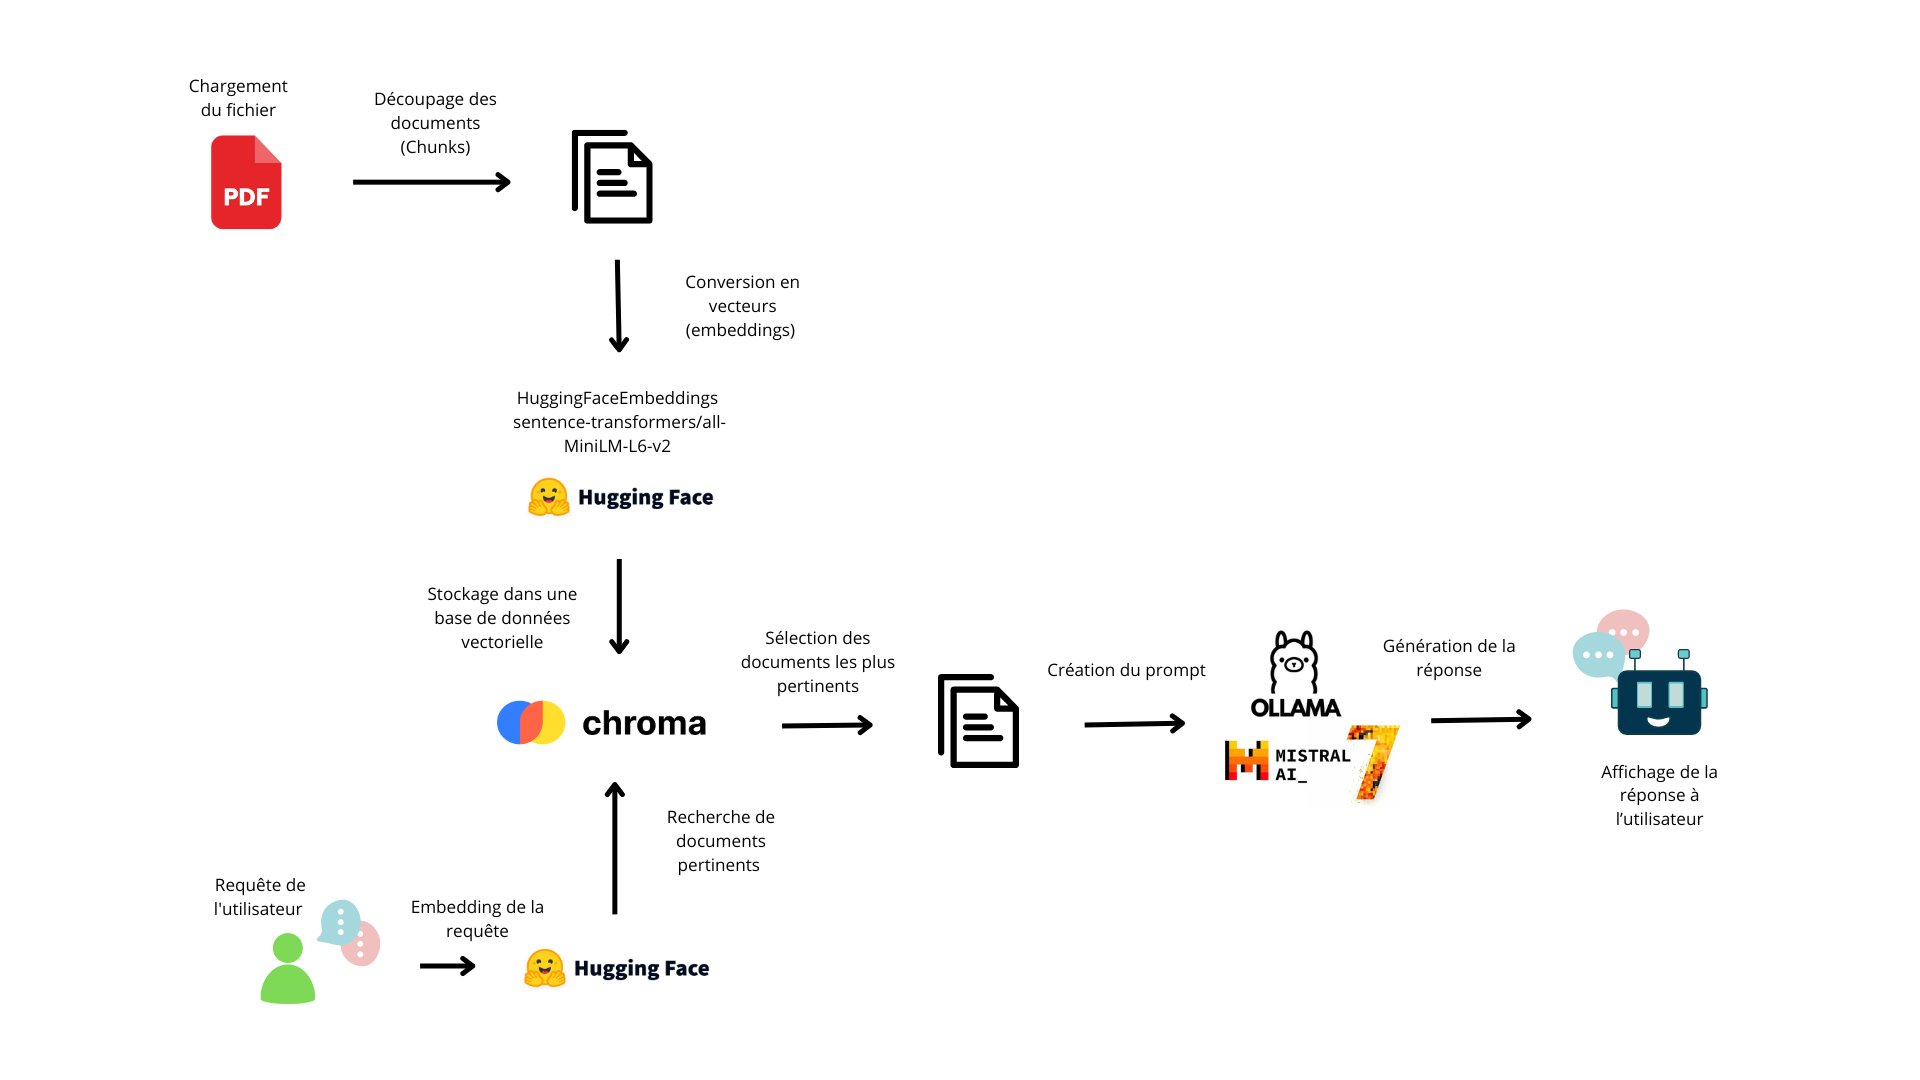 Chargement
du fichier
PDF
Découpage des
documents
(Chunks)
Conversion en
vecteurs
(embeddings)
HuggingFaceEmbeddings
sentence-transformers/all-
MiniLM-L6-v2
Hugging Face
Stockage dans une
base de données
vectorielle
chroma
Sélection des
documents les plus
pertinents
Création du prompt
OLLAMA
MISTRAL
AI_
7
Génération de la
réponse
Affichage de la
réponse à
l’utilisateur
Recherche de
documents
pertinents
Requête de
l'utilisateur
Embedding de la
requête
Hugging Face